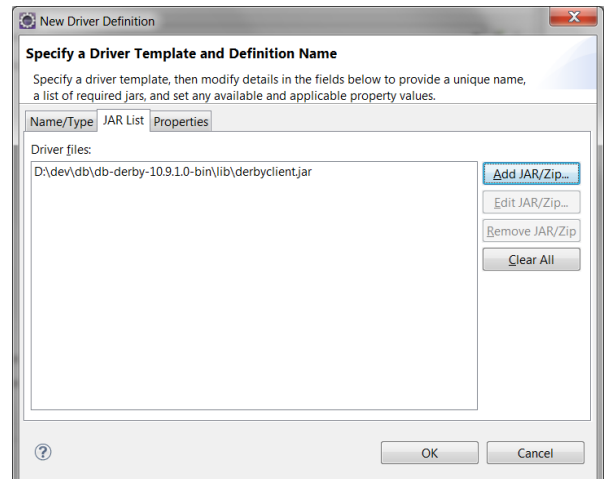 New Driver Definition
Specify a Driver Template and Definition Name
Specify a driver template, then modify details in the fields below to provide a unique name,
a list of required jars, and set any available and applicable property values.
Name/Type JAR List Properties
Driver files:
D:\dev\db\db-derby-10.9.1.0-bin\lib\derbyclient.jar
Add JAR/Zip...
Edit JAR/Zip...
Remove JAR/Zip
Clear All
?
OK Cancel